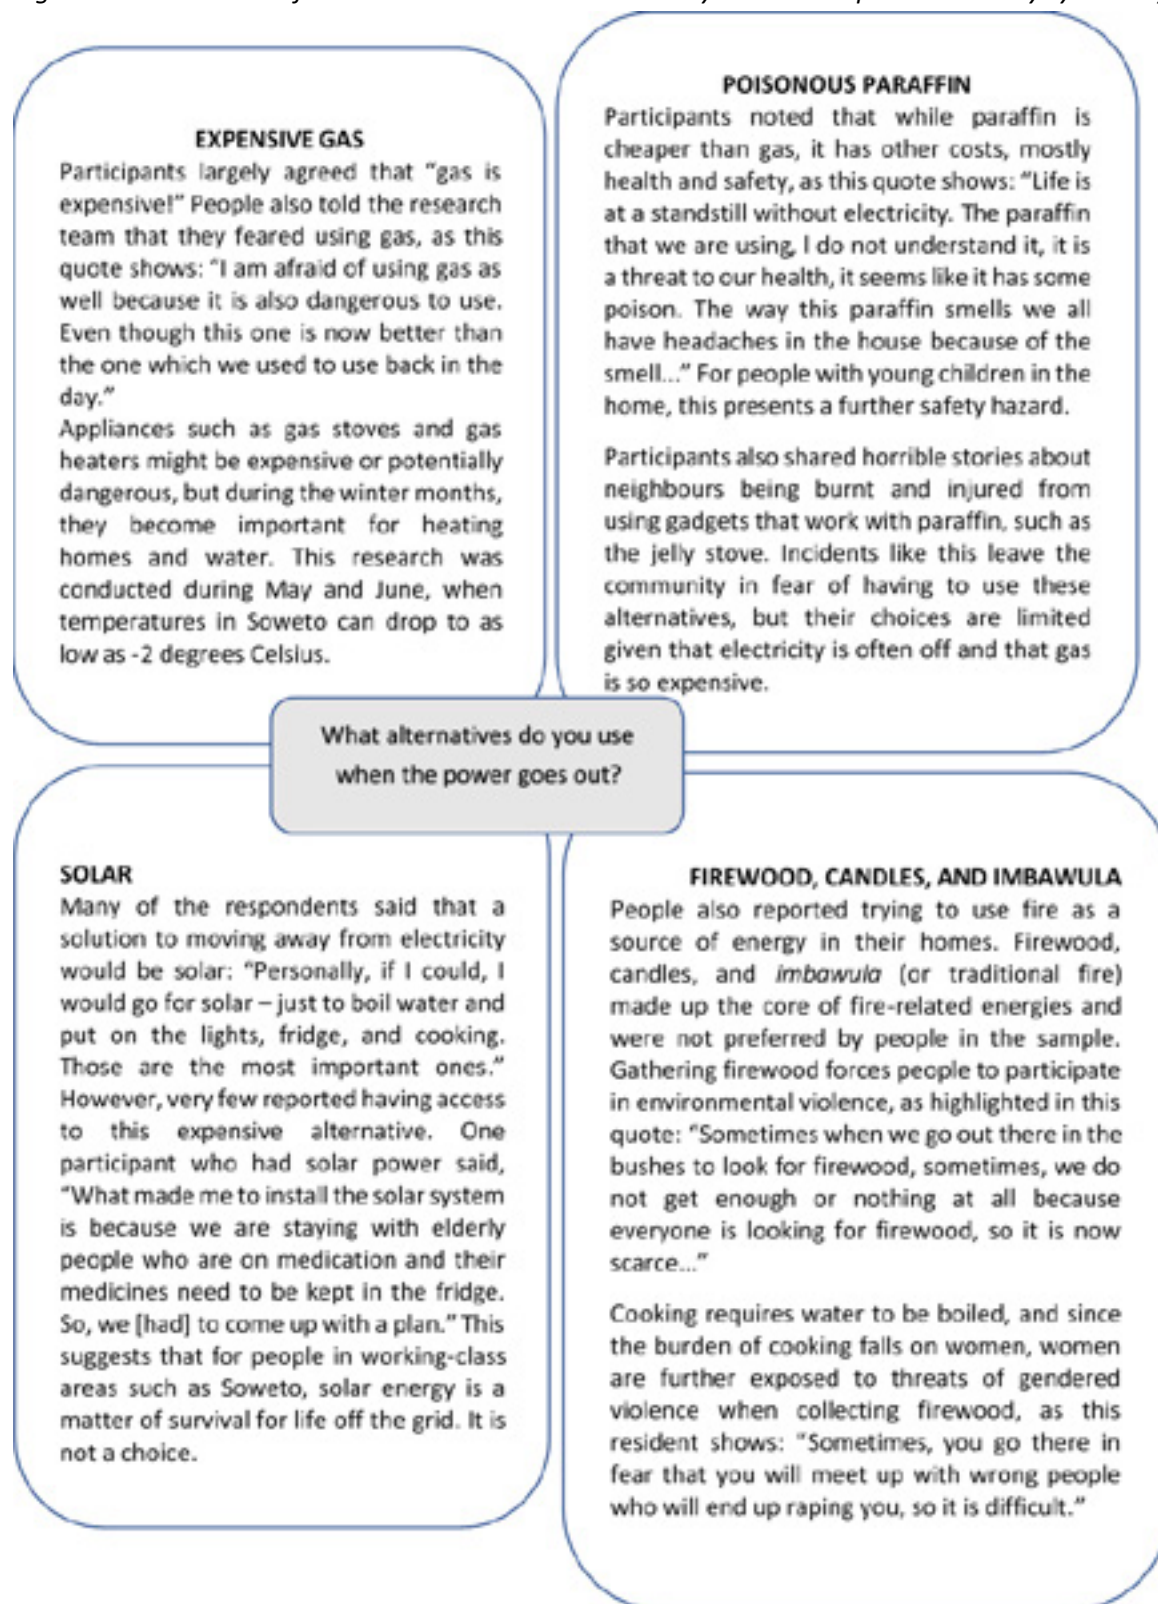 EXPENSIVE GAS
Participants largely agreed that “gas is
expensive!” People also told the research
team that they feared using gas, as this
quote shows: “I am afraid of using gas as
well because it is also dangerous to use.
Even though this one is now better than
the one which we used to use back in the
day.”
Appliances such as gas stoves and gas
heaters might be expensive or potentially
dangerous, but during the winter months,
they become important for heating
homes and water. This research was
conducted during May and June, when
temperatures in Soweto can drop to as
low as -2 degrees Celsius.
POISONOUS PARAFFIN
Participants noted that while paraffin is
cheaper than gas, it has other costs, mostly
health and safety, as this quote shows: “Life is
at a standstill without electricity. The paraffin
that we are using, I do not understand it, it is
a threat to our health, it seems like it has some
poison. The way this paraffin smells we all
have headaches in the house because of the
smell...” For people with young children in the
home, this presents a further safety hazard.
Participants also shared horrible stories about
neighbours being burnt and injured from
using gadgets that work with paraffin, such as
the jelly stove. Incidents like this leave the
community in fear of having to use these
alternatives, but their choices are limited
given that electricity is often off and that gas
is so expensive.
What alternatives do you use
when the power goes out?
SOLAR
Many of the respondents said that a
solution to moving away from electricity
would be solar: “Personally, if I could, I
would go for solar – just to boil water and
put on the lights, fridge, and cooking.
Those are the most important ones.”
However, very few reported having access
to this expensive alternative. One
participant who had solar power said,
“What made me to install the solar system
is because we are staying with elderly
people who are on medication and their
medicines need to be kept in the fridge.
So, we [had] to come up with a plan.” This
suggests that for people in working-class
areas such as Soweto, solar energy is a
matter of survival for life off the grid. It is
not a choice.
FIREWOOD, CANDLES, AND IMBAWULA
People also reported trying to use fire as a
source of energy in their homes. Firewood,
candles, and imbawula (or traditional fire)
made up the core of fire-related energies and
were not preferred by people in the sample.
Gathering firewood forces people to participate
in environmental violence, as highlighted in this
quote: “Sometimes when we go out there in the
bushes to look for firewood, sometimes, we do
not get enough or nothing at all because
everyone is looking for firewood, so it is now
scarce...”
Cooking requires water to be boiled, and since
the burden of cooking falls on women, women
are further exposed to threats of gendered
violence when collecting firewood, as this
resident shows: “Sometimes, you go there in
fear that you will meet up with wrong people
who will end up raping you, so it is difficult.”